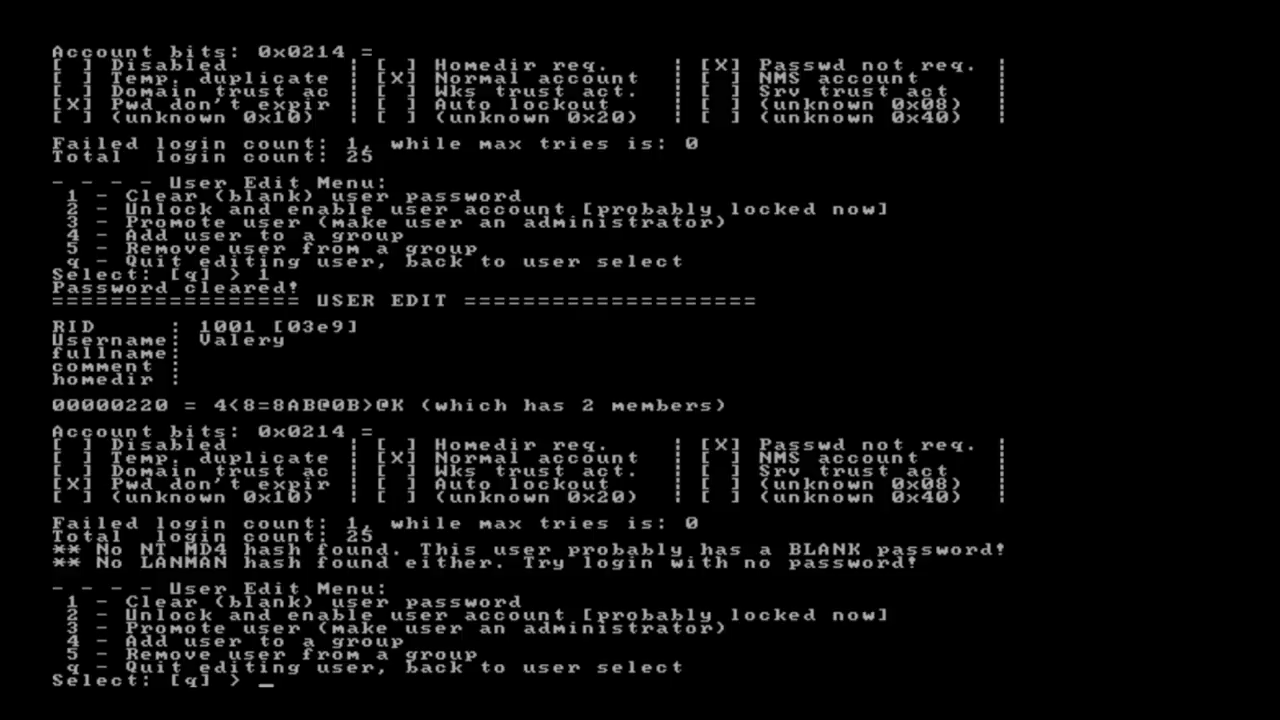 Account bits: 0x0214 =
[ ] Disabled | [ ] Homedir req. | [X] Passwd not req. |
[ ] Temp. duplicate | [X] Normal account | [ ] NMS account |
[ ] Domain trust ac | [ ] Wks trust act. | [ ] Srv trust act |
[X] Pwd don't expir | [ ] Auto lockout | [ ] (unknown 0x08) |
[ ] (unknown 0x10) | [ ] (unknown 0x20) | [ ] (unknown 0x40) |
Failed login count: 1, while max tries is: 0
Total login count: 25
- - - - User Edit Menu:
1 - Clear (blank) user password
2 - Unlock and enable user account [probably locked now]
3 - Promote user (make user an administrator)
4 - Add user to a group
5 - Remove user from a group
q - Quit editing user, back to user select
Select: [q] > 1
Password cleared!
================= USER EDIT ====================
RID : 1001 [03e9]
Username: Valery
fullname:
comment :
homedir :
00000220 = 4<8=8AB@0B>@K (which has 2 members)
Account bits: 0x0214 =
[ ] Disabled | [ ] Homedir req. | [X] Passwd not req. |
[ ] Temp. duplicate | [X] Normal account | [ ] NMS account |
[ ] Domain trust ac | [ ] Wks trust act. | [ ] Srv trust act |
[X] Pwd don't expir | [ ] Auto lockout | [ ] (unknown 0x08) |
[ ] (unknown 0x10) | [ ] (unknown 0x20) | [ ] (unknown 0x40) |
Failed login count: 1, while max tries is: 0
Total login count: 25
** No NT MD4 hash found. This user probably has a BLANK password!
** No LANMAN hash found either. Try login with no password!
- - - - User Edit Menu:
1 - Clear (blank) user password
2 - Unlock and enable user account [probably locked now]
3 - Promote user (make user an administrator)
4 - Add user to a group
5 - Remove user from a group
q - Quit editing user, back to user select
Select: [q] > _